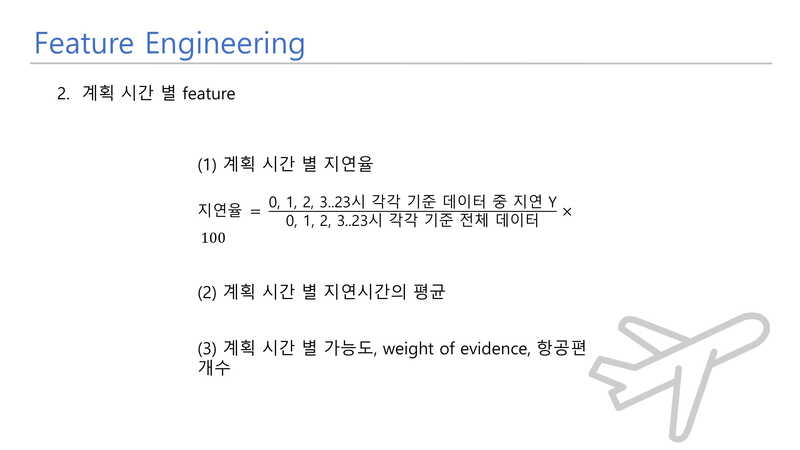 Feature Engineering
2. 계획 시간 별 feature
(1) 계획 시간 별 지연율
지연율 = 0, 1, 2, 3..23시 각각 기준 데이터 중 지연 Y / 0, 1, 2, 3..23시 각각 기준 전체 데이터 ×
100
(2) 계획 시간 별 지연시간의 평균
(3) 계획 시간 별 가능도, weight of evidence, 항공편
개수